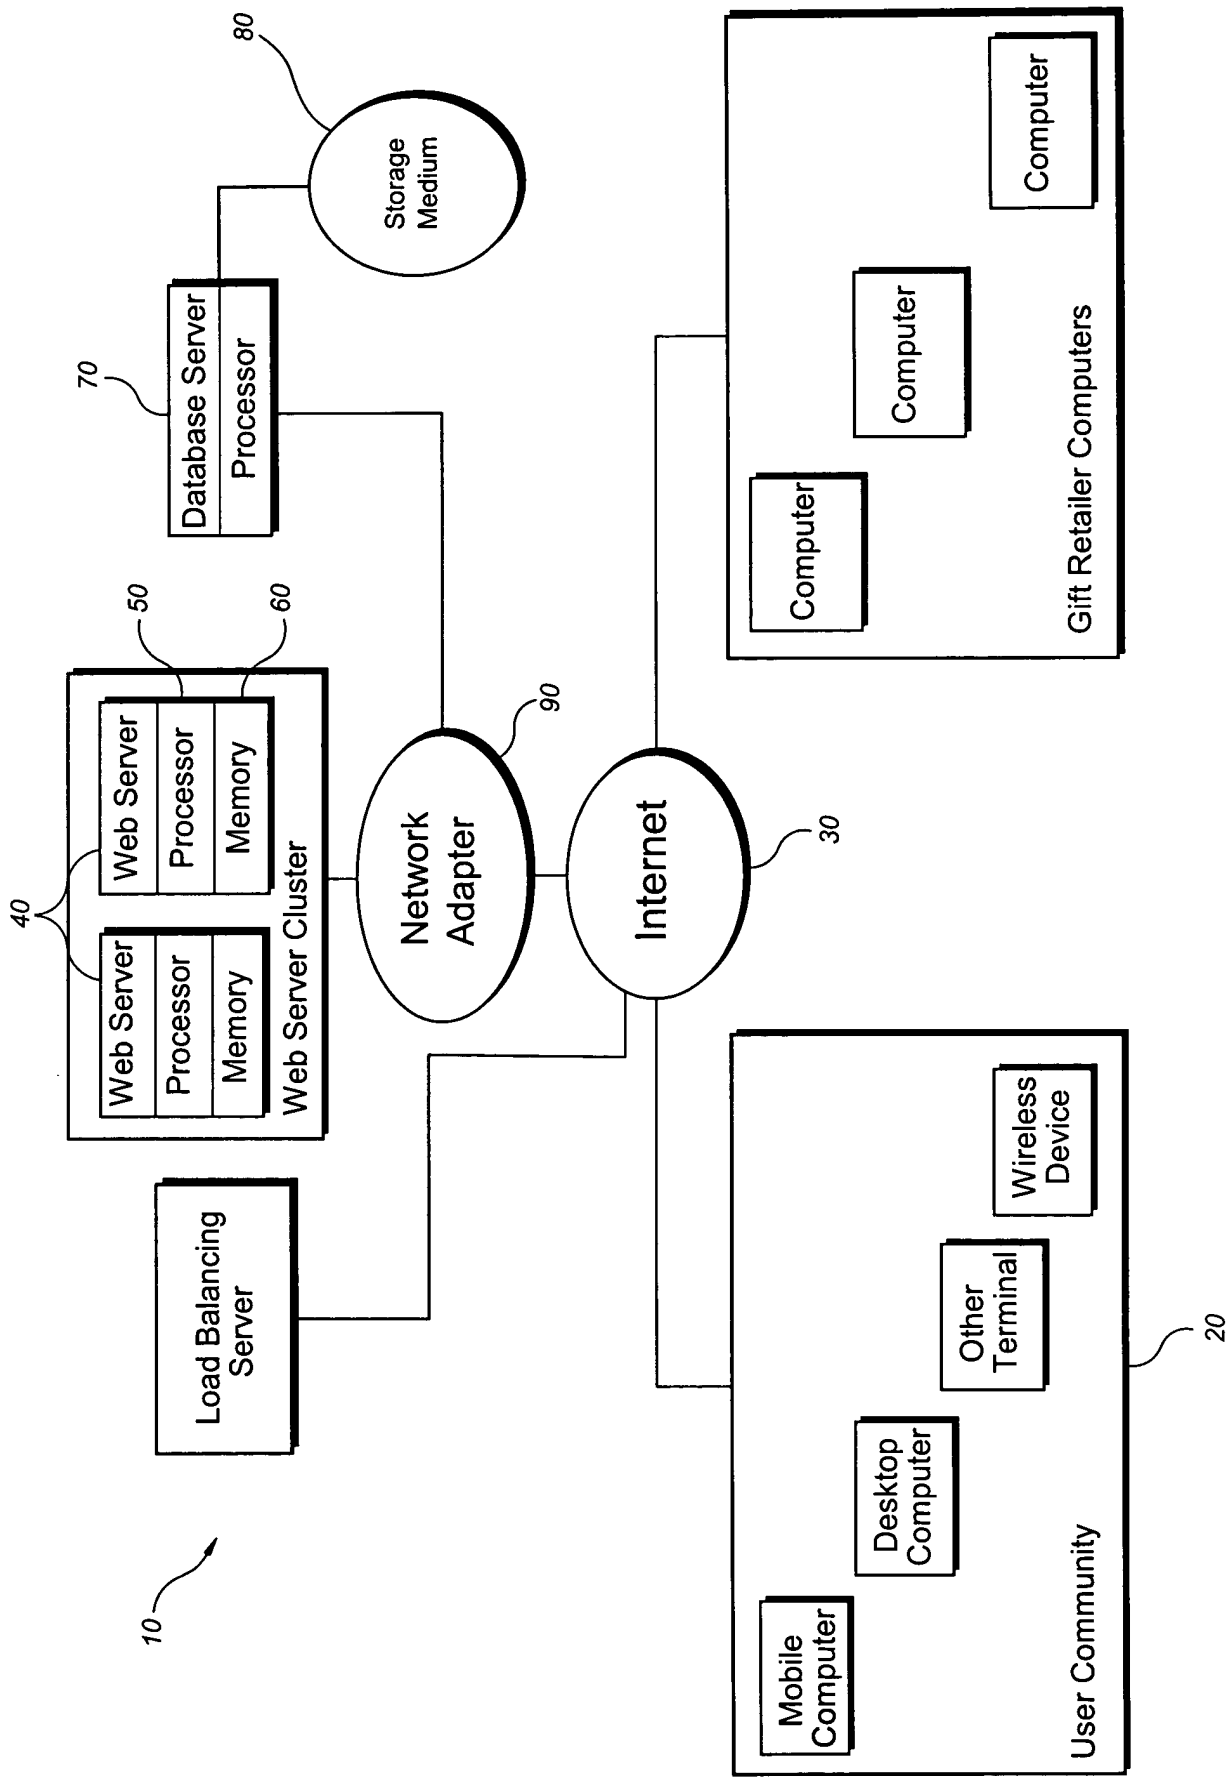 10
Load Balancing
Server
40
Web Server
Processor
Memory
Web Server
Processor
Memory
Web Server Cluster
50
60
70
Database Server
Processor
80
Storage
Medium
Network
Adapter
90
Internet
30
Mobile
Computer
Desktop
Computer
Other
Terminal
Wireless
Device
User Community
20
Computer
Computer
Computer
Gift Retailer Computers